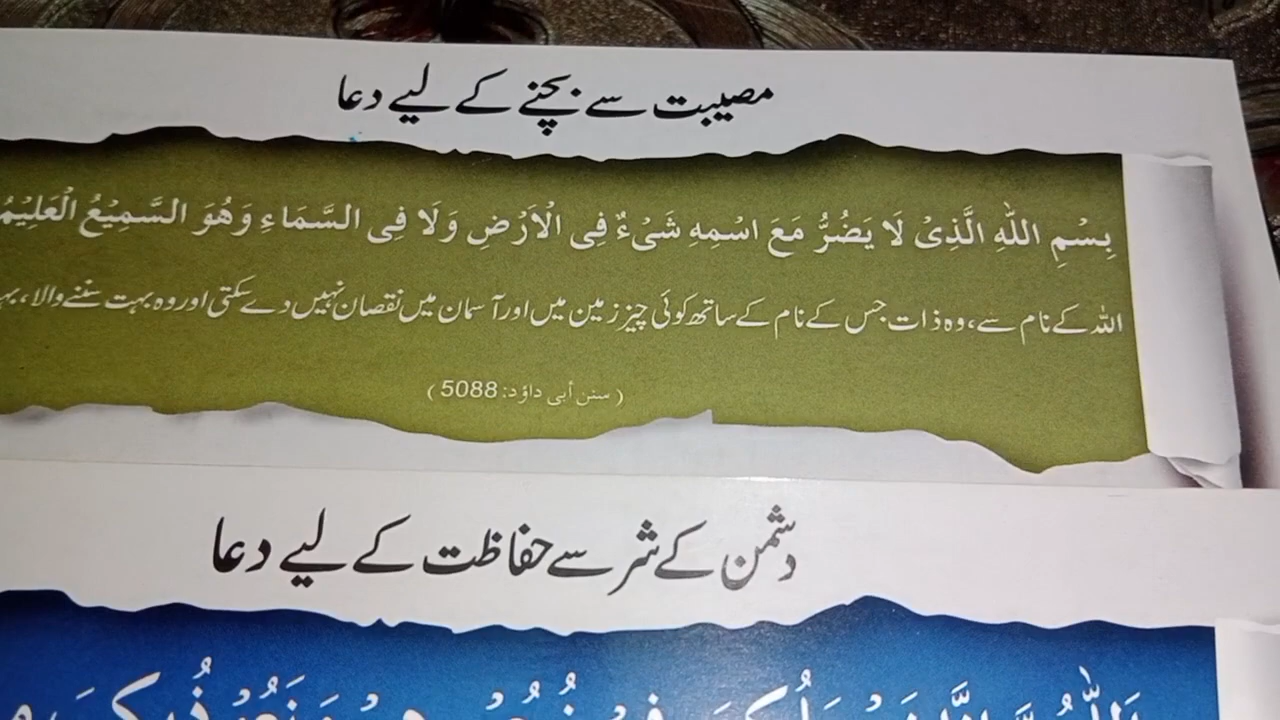 مصیبت سے بچنے کے لیے دعا
بِسْمِ اللّٰهِ الَّذِیْ لَا یَضُرُّ مَعَ اسْمِهٖ شَیْءٌ فِی الْاَرْضِ وَلَا فِی السَّمَاءِ وَهُوَ السَّمِیْعُ الْعَلِیْمُ
اللہ کے نام سے، وہ ذات جس کے نام کے ساتھ کوئی چیز زمین میں اور آسمان میں نقصان نہیں دے سکتی اور وہ بہت سننے والا،
(سنن أبی داؤد: 5088)
دشمن کے شر سے حفاظت کے لیے دعا